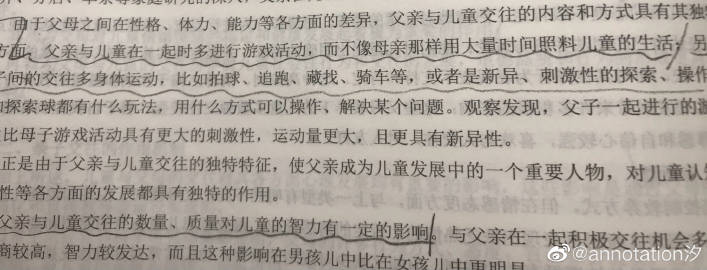 由于父母之间在性格、体力、能力等各方面的差异,父亲与儿童交往的内容和方式具有其独
方面,父亲与儿童在一起时多进行游戏活动,而不像母亲那样用大量时间照料儿童的生活;另
子间的交往多身体运动,比如拍球、追跑、藏找、骑车等,或者是新异、刺激性的探索、操作
探索球都有什么玩法,用什么方式可以操作、解决某个问题。观察发现,父子一起进行的游
比母子游戏活动具有更大的刺激性,运动量更大,且更具有新异性。
正是由于父亲与儿童交往的独特特征,使父亲成为儿童发展中的一个重要人物,对儿童认
性等各方面的发展都具有独特的作用。
父亲与儿童交往的数量、质量对儿童的智力有一定的影响。与父亲在一起积极交往机会多
商较高,智力较发达,而且这种影响在男孩儿中比在女孩儿中更明显
@annotation汐